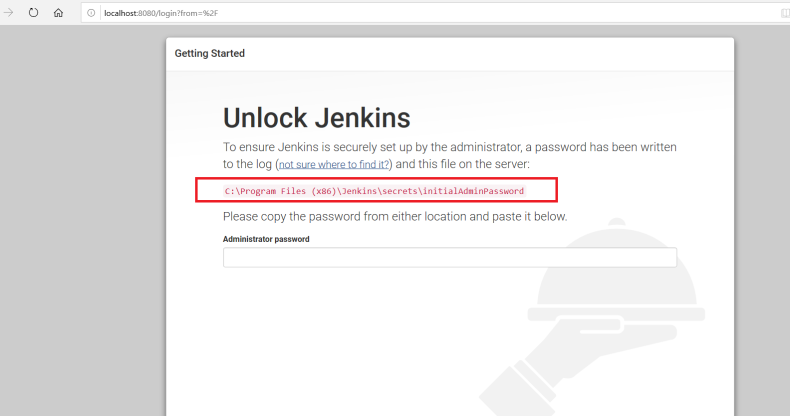 localhost:8080/login?from=%2F
Getting Started
Unlock Jenkins
To ensure Jenkins is securely set up by the administrator, a password has been written
to the log (not sure where to find it?) and this file on the server:
C:\Program Files (x86)\Jenkins\secrets\initialAdminPassword
Please copy the password from either location and paste it below.
Administrator password